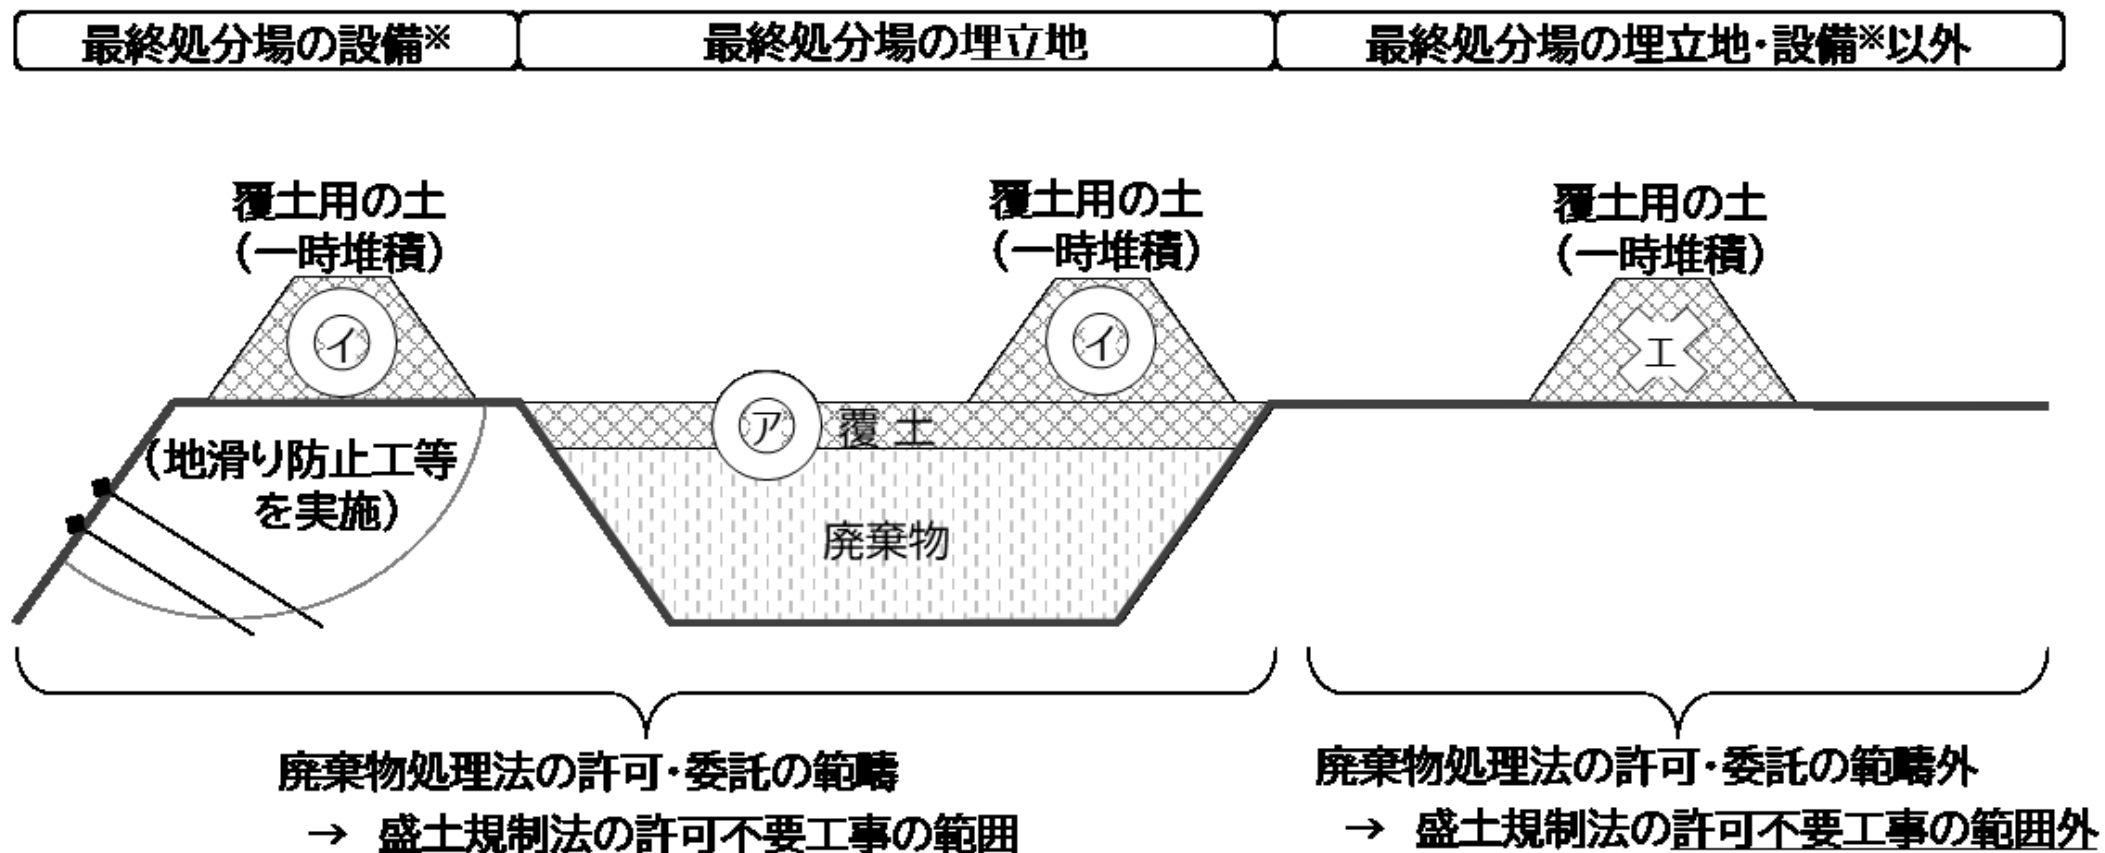 最終処分場の設備※
最終処分場の埋立地
最終処分場の埋立地・設備※以外
覆土用の土
(一時堆積)
覆土用の土
(一時堆積)
覆土用の土
(一時堆積)
イ
イ
エ
ア
覆 土
(地滑り防止工等
を実施)
廃棄物
廃棄物処理法の許可・委託の範疇
→ 盛土規制法の許可不要工事の範囲
廃棄物処理法の許可・委託の範疇外
→ 盛土規制法の許可不要工事の範囲外